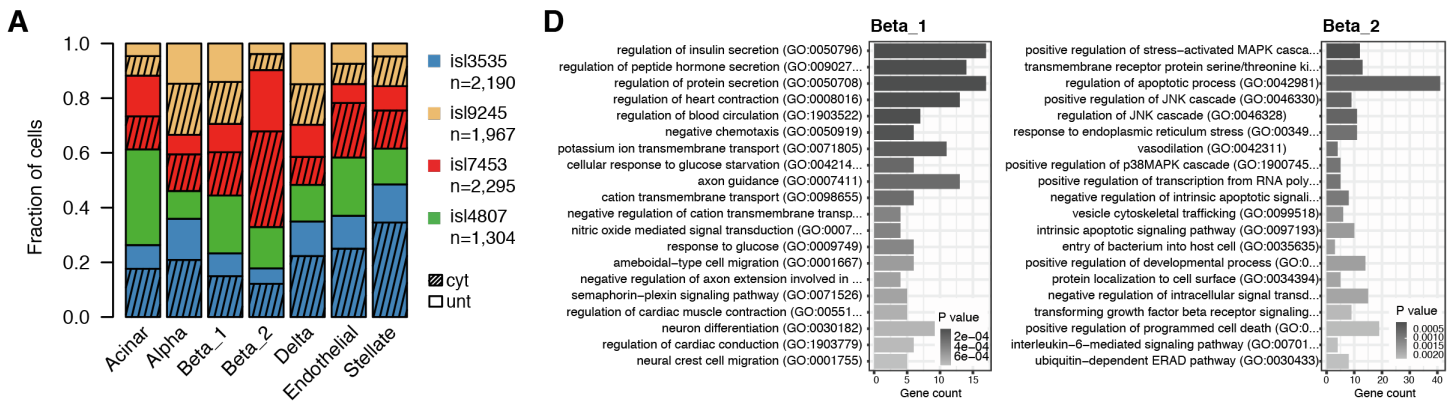 A
Fraction of cells
1.0
0.8
0.6
0.4
0.2
0.0
Acinar
Alpha
Beta_1
Beta_2
Delta
Endothelial
Stellate
isl3535
n=2,190
isl9245
n=1,967
isl7453
n=2,295
isl4807
n=1,304
cyt
unt
D
Beta_1
regulation of insulin secretion (GO:0050796)
regulation of peptide hormone secretion (GO:009027...
regulation of protein secretion (GO:0050708)
regulation of heart contraction (GO:0008016)
regulation of blood circulation (GO:1903522)
negative chemotaxis (GO:0050919)
potassium ion transmembrane transport (GO:0071805)
cellular response to glucose starvation (GO:004214...
axon guidance (GO:0007411)
cation transmembrane transport (GO:0098655)
negative regulation of cation transmembrane transp...
nitric oxide mediated signal transduction (GO:0007...
response to glucose (GO:0009749)
ameboidal-type cell migration (GO:0001667)
negative regulation of axon extension involved in ...
semaphorin-plexin signaling pathway (GO:0071526)
regulation of cardiac muscle contraction (GO:00551...
neuron differentiation (GO:0030182)
regulation of cardiac conduction (GO:1903779)
neural crest cell migration (GO:0001755)
P value
2e-04
4e-04
6e-04
0 5 10 15
Gene count
Beta_2
positive regulation of stress-activated MAPK casca...
transmembrane receptor protein serine/threonine ki...
regulation of apoptotic process (GO:0042981)
positive regulation of JNK cascade (GO:0046330)
regulation of JNK cascade (GO:0046328)
response to endoplasmic reticulum stress (GO:00349...
vasodilation (GO:0042311)
positive regulation of p38MAPK cascade (GO:1900745...
positive regulation of transcription from RNA poly...
negative regulation of intrinsic apoptotic signali...
vesicle cytoskeletal trafficking (GO:0099518)
intrinsic apoptotic signaling pathway (GO:0097193)
entry of bacterium into host cell (GO:0035635)
positive regulation of developmental process (GO:0...
protein localization to cell surface (GO:0034394)
negative regulation of intracellular signal transd...
transforming growth factor beta receptor signaling...
positive regulation of programmed cell death (GO:0...
interleukin-6-mediated signaling pathway (GO:00701...
ubiquitin-dependent ERAD pathway (GO:0030433)
P value
0.0005
0.0010
0.0015
0.0020
0 10 20 30 40
Gene count